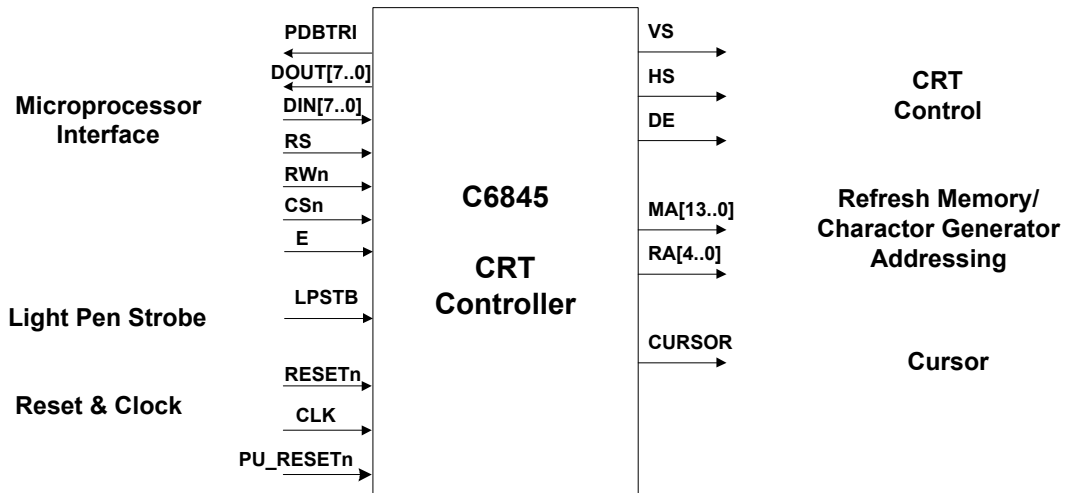 PDBTRI
DOUT[7..0]
DIN[7..0]
RS
RWn
CSn
E
Microprocessor
Interface
LPSTB
Light Pen Strobe
RESETn
CLK
PU_RESETn
Reset & Clock
C6845
CRT
Controller
VS
HS
DE
CRT
Control
MA[13..0]
RA[4..0]
Refresh Memory/
Charactor Generator
Addressing
CURSOR
Cursor